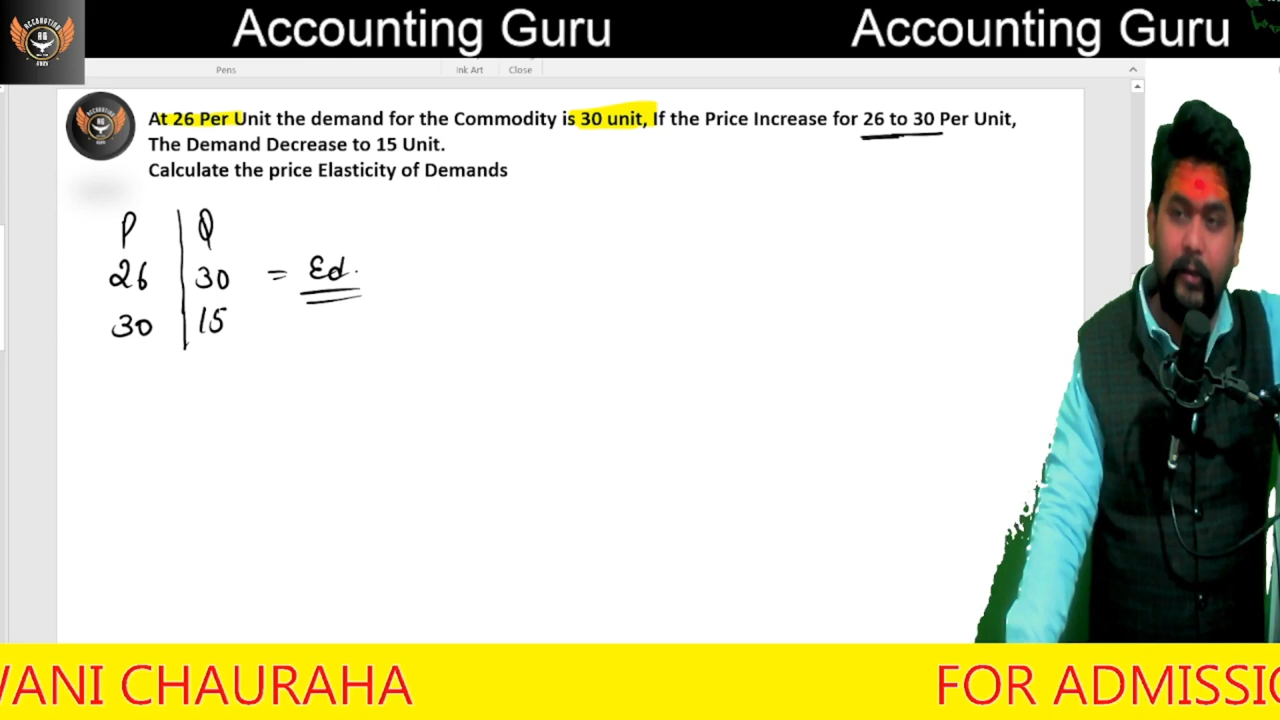 Accounting Guru
Accounting Guru
Pens
Ink Art
Close
At 26 Per Unit the demand for the Commodity is 30 unit, If the Price Increase for 26 to 30 Per Unit,
The Demand Decrease to 15 Unit.
Calculate the price Elasticity of Demands
P Q
26 30 = Ed.
30 15
WANI CHAURAHA
FOR ADMISSIO